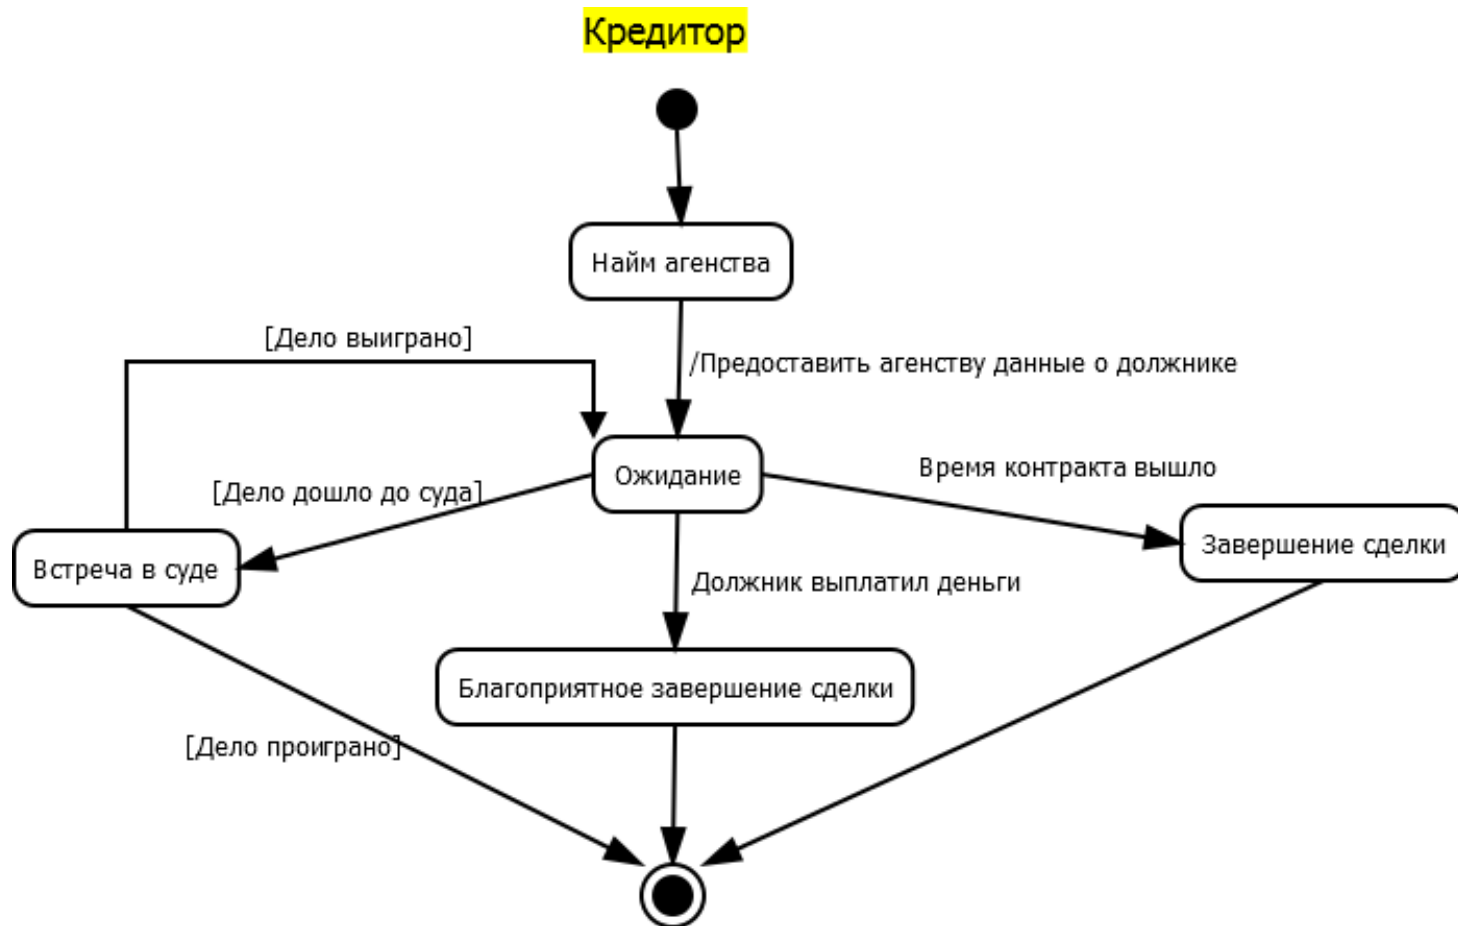 Кредитор
Найм агенства
[Дело выиграно]
/Предоставить агенству данные о должнике
Ожидание
Время контракта вышло
[Дело дошло до суда]
Завершение сделки
Встреча в суде
Должник выплатил деньги
Благоприятное завершение сделки
[Дело проиграно]